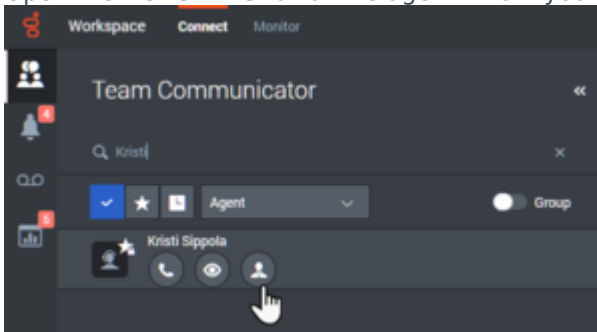 Workspace Connect Monitor
Team Communicator
4
Kristi
Agent
Group
5
Kristi Sippola